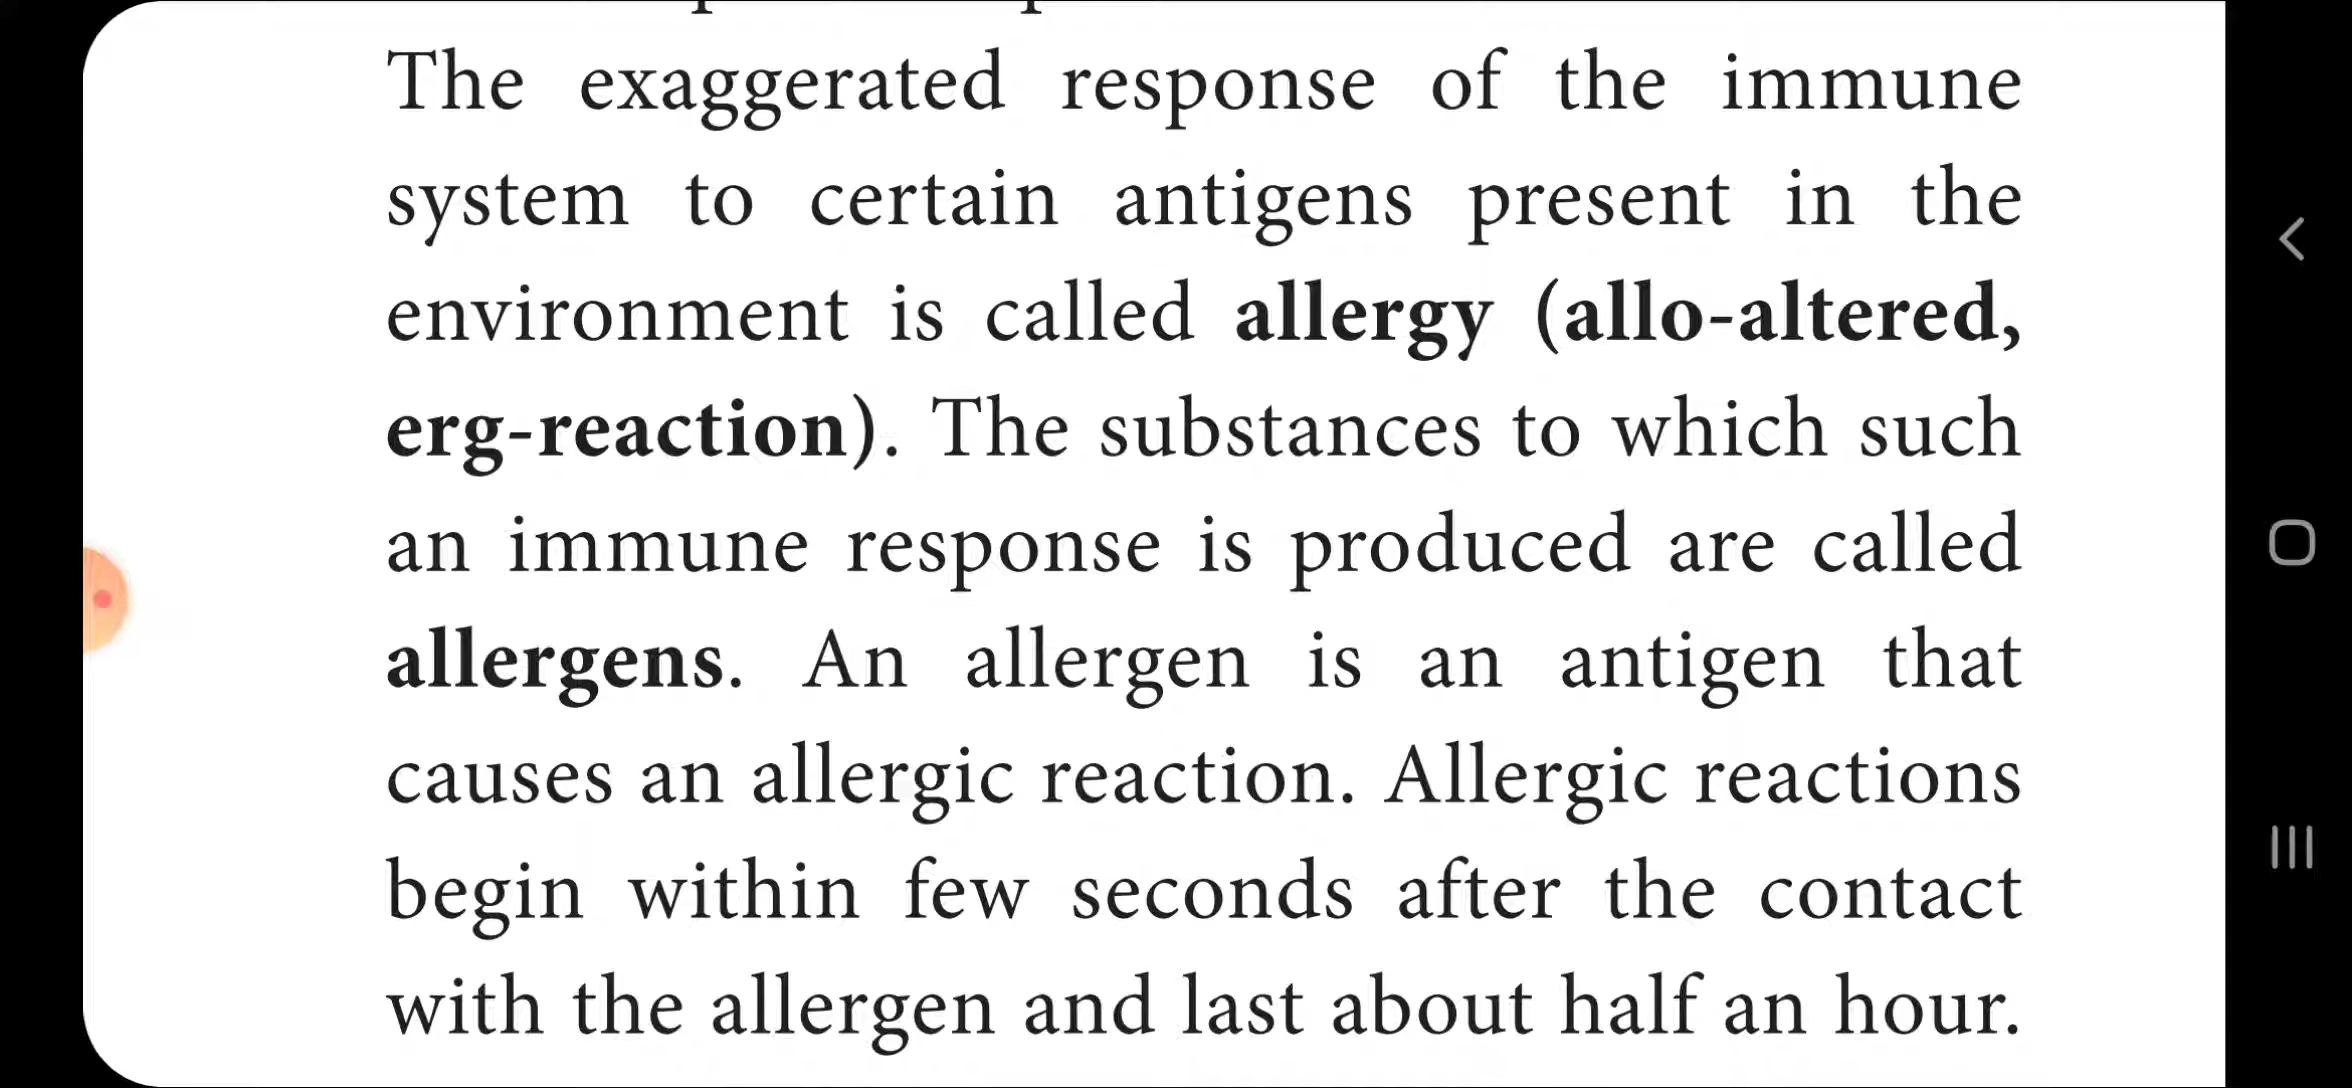 The exaggerated response of the immune
system to certain antigens present in the
environment is called allergy (allo-altered,
erg-reaction). The substances to which such
an immune response is produced are called
allergens. An allergen is an antigen that
causes an allergic reaction. Allergic reactions
begin within few seconds after the contact
with the allergen and last about half an hour.